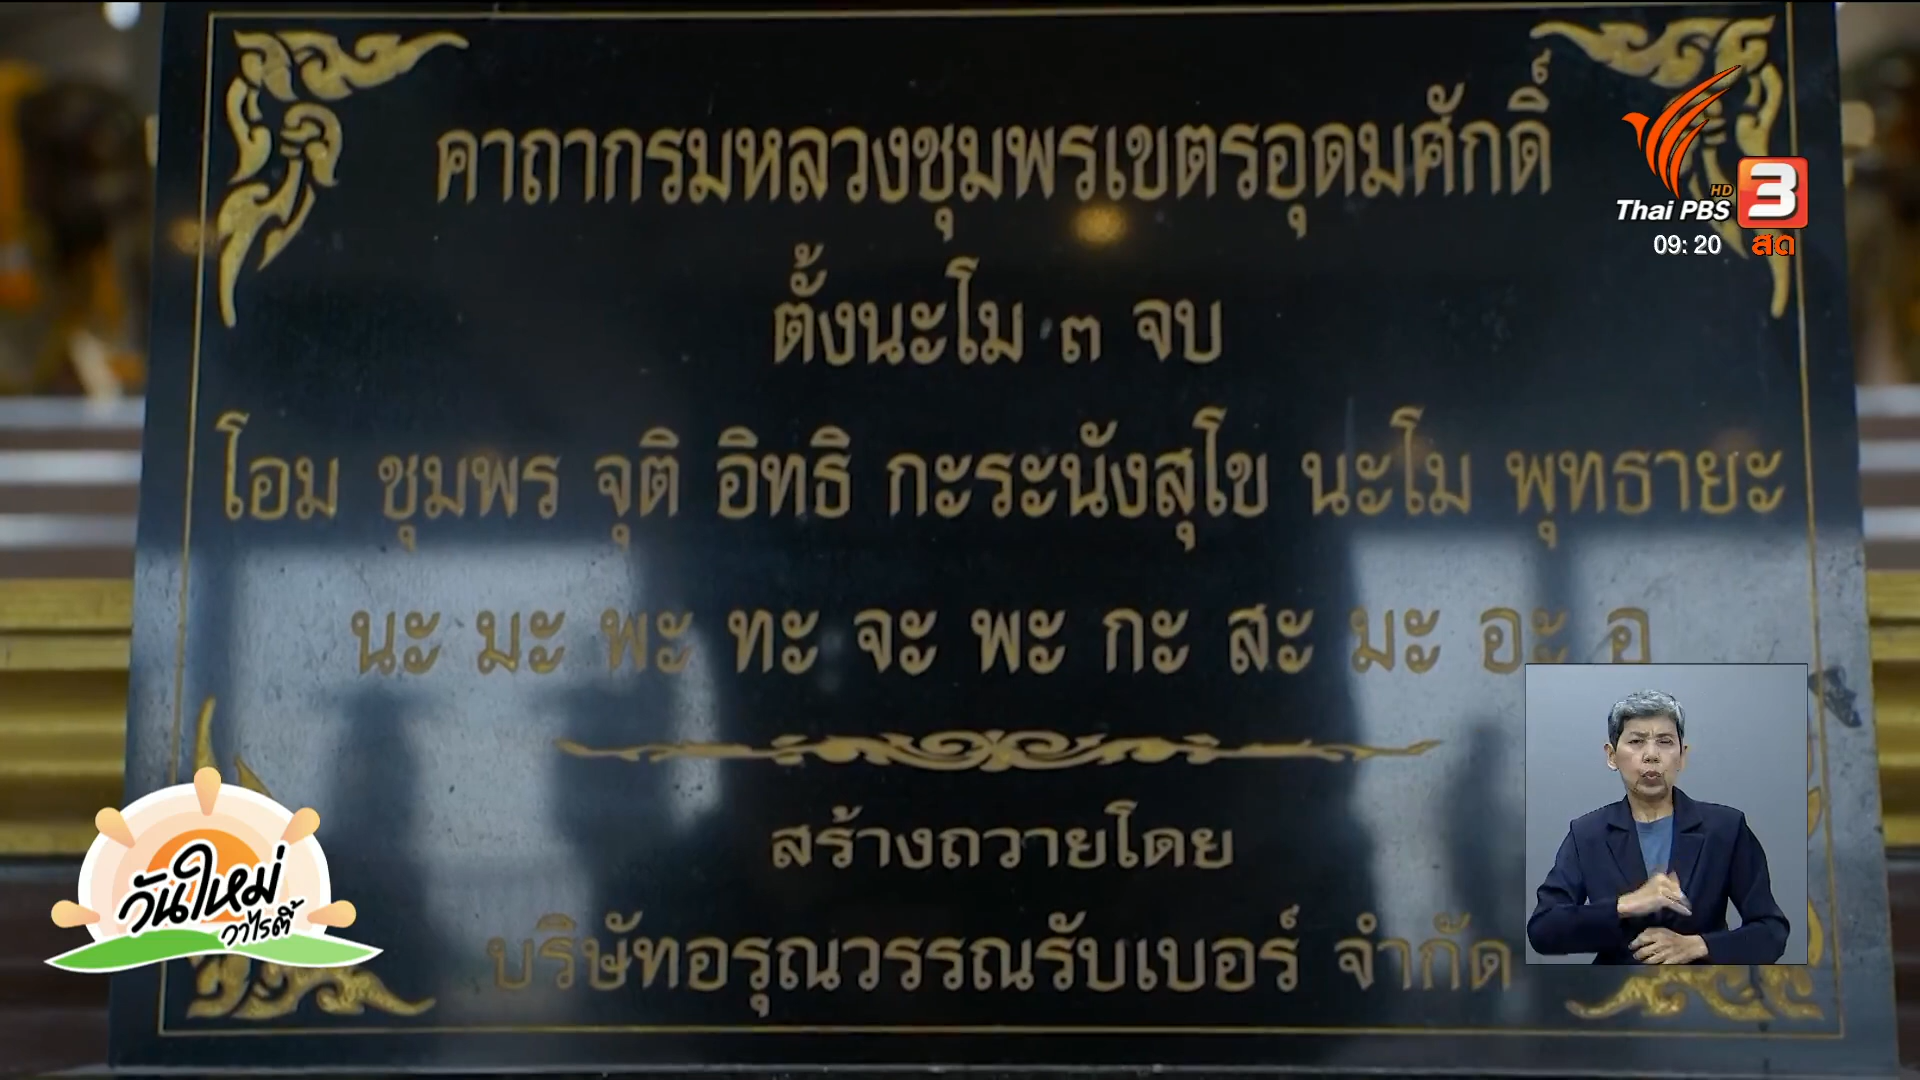 คาถากรมหลวงชุมพรเขตรอุดมศักดิ์
ตั้งนะโม ๓ จบ
โอม ชุมพร จุติ อิทธิ กะระนังสุโข นะโม พุทธายะ
นะ มะ พะ ทะ จะ พะ กะ สะ มะ อะ
สร้างถวายโดย
บริษัทอรุณวรรณรับเบอร์ จำกัด
HD
Thai PBS 3
09:20 สด
วันใหม่
วาไรตี้